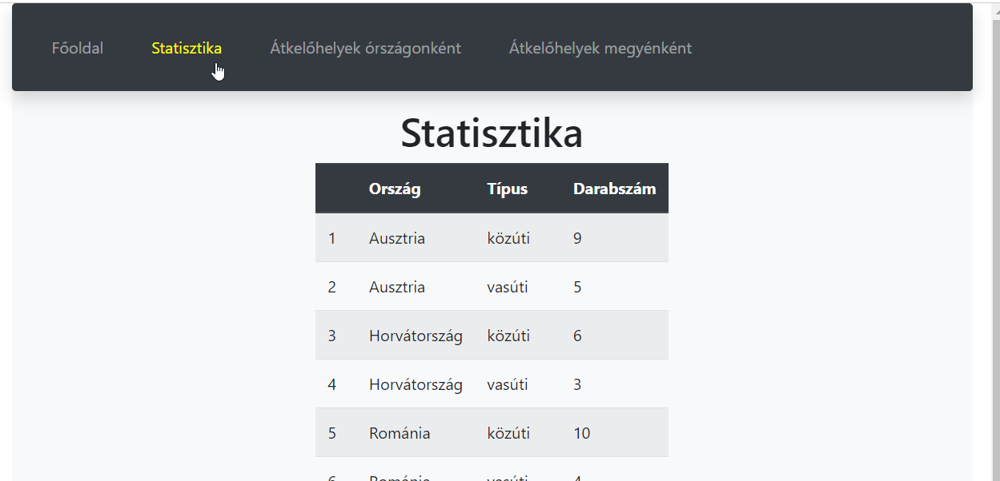 Főoldal Statisztika Átkelőhelyek órszágonként Átkelőhelyek megyénként
Statisztika
Ország Típus Darabszám
1 Ausztria közúti 9
2 Ausztria vasúti 5
3 Horvátország közúti 6
4 Horvátország vasúti 3
5 Románia közúti 10
6 Románia vasúti 4